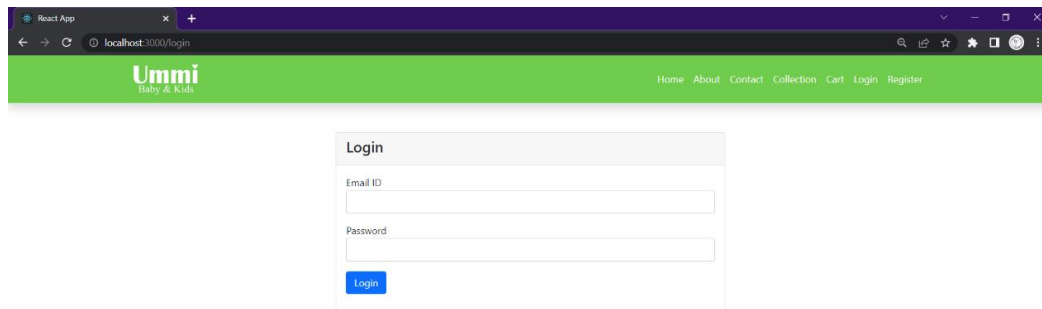 React App
localhost:3000/login
Ummi
Baby & Kids
Home About Contact Collection Cart Login Register
Login
Email ID
Password
Login